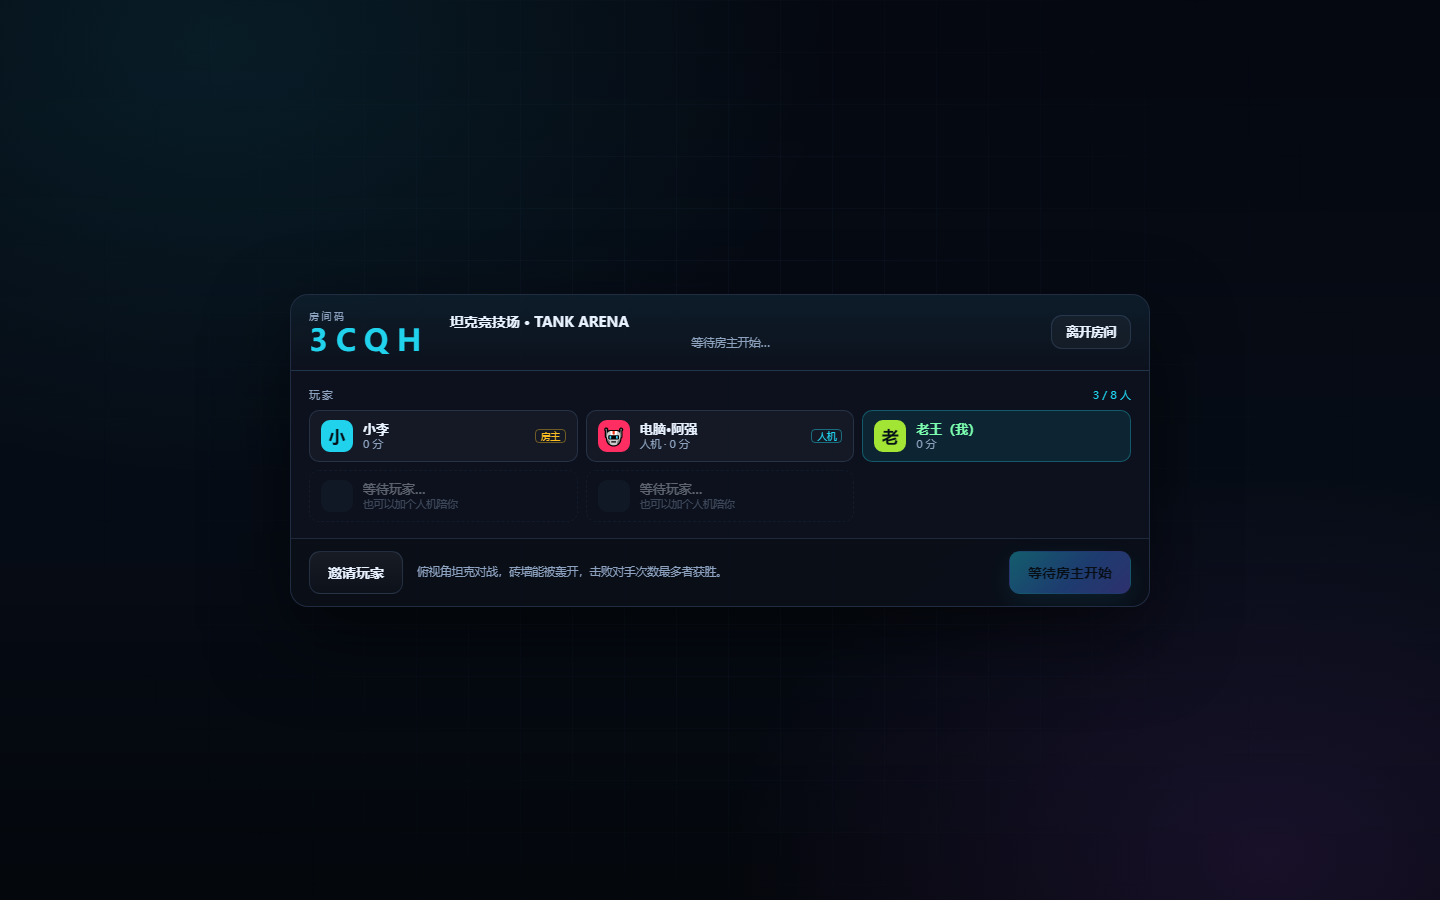 房间码
3CQH
坦克竞技场 • TANK ARENA
等待房主开始...
离开房间
玩家
3 / 8 人
小
小李
0 分
房主
电脑•阿强
人机 · 0 分
人机
老
老王（我）
0 分
等待玩家...
也可以加个人机陪你
等待玩家...
也可以加个人机陪你
邀请玩家
俯视角坦克对战，砖墙能被轰开，击败对手次数最多者获胜。
等待房主开始